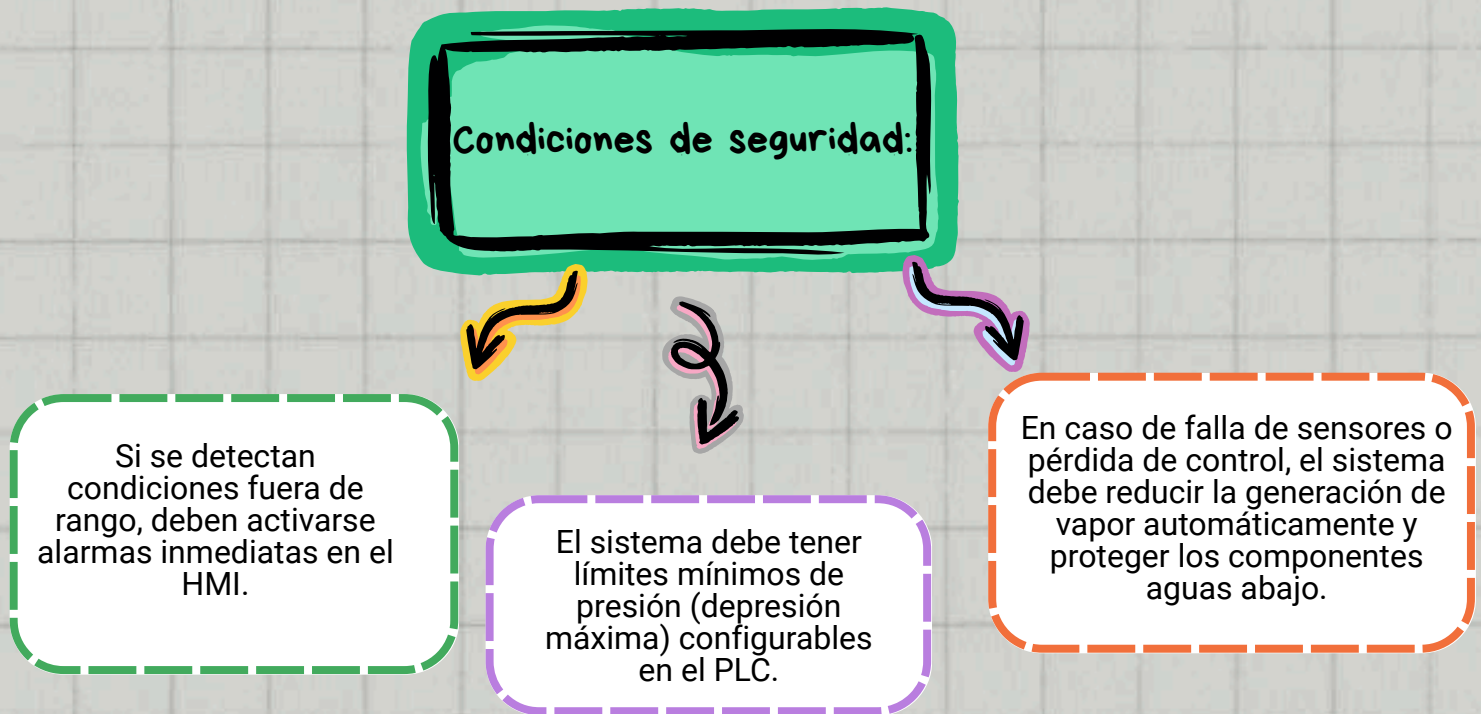 Condiciones de seguridad:
Si se detectan
condiciones fuera de
rango, deben activarse
alarmas inmediatas en el
HMI.
El sistema debe tener
límites mínimos de
presión (depresión
máxima) configurables
en el PLC.
En caso de falla de sensores o
pérdida de control, el sistema
debe reducir la generación de
vapor automáticamente y
proteger los componentes
aguas abajo.